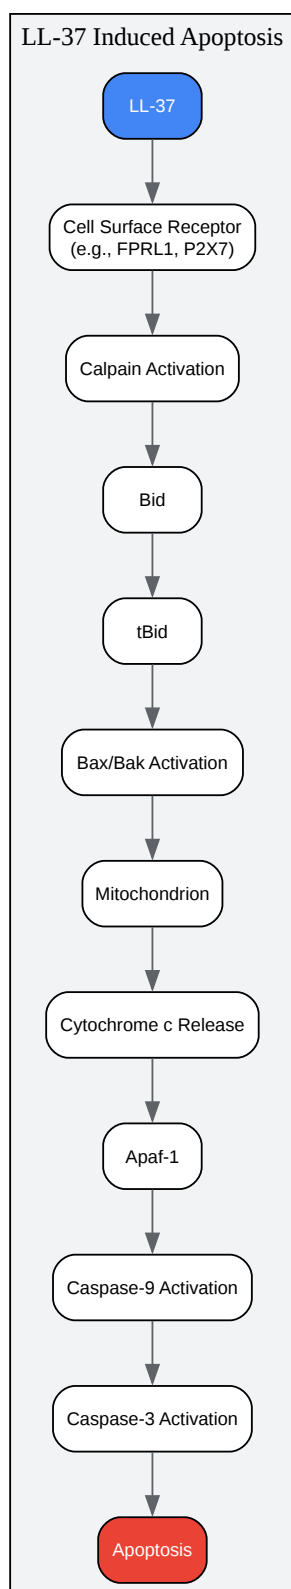 LL-37 Induced Apoptosis
LL-37
Cell Surface Receptor
(e.g., FPRL1, P2X7)
Calpain Activation
Bid
tBid
Bax/Bak Activation
Mitochondrion
Cytochrome c Release
Apaf-1
Caspase-9 Activation
Caspase-3 Activation
Apoptosis